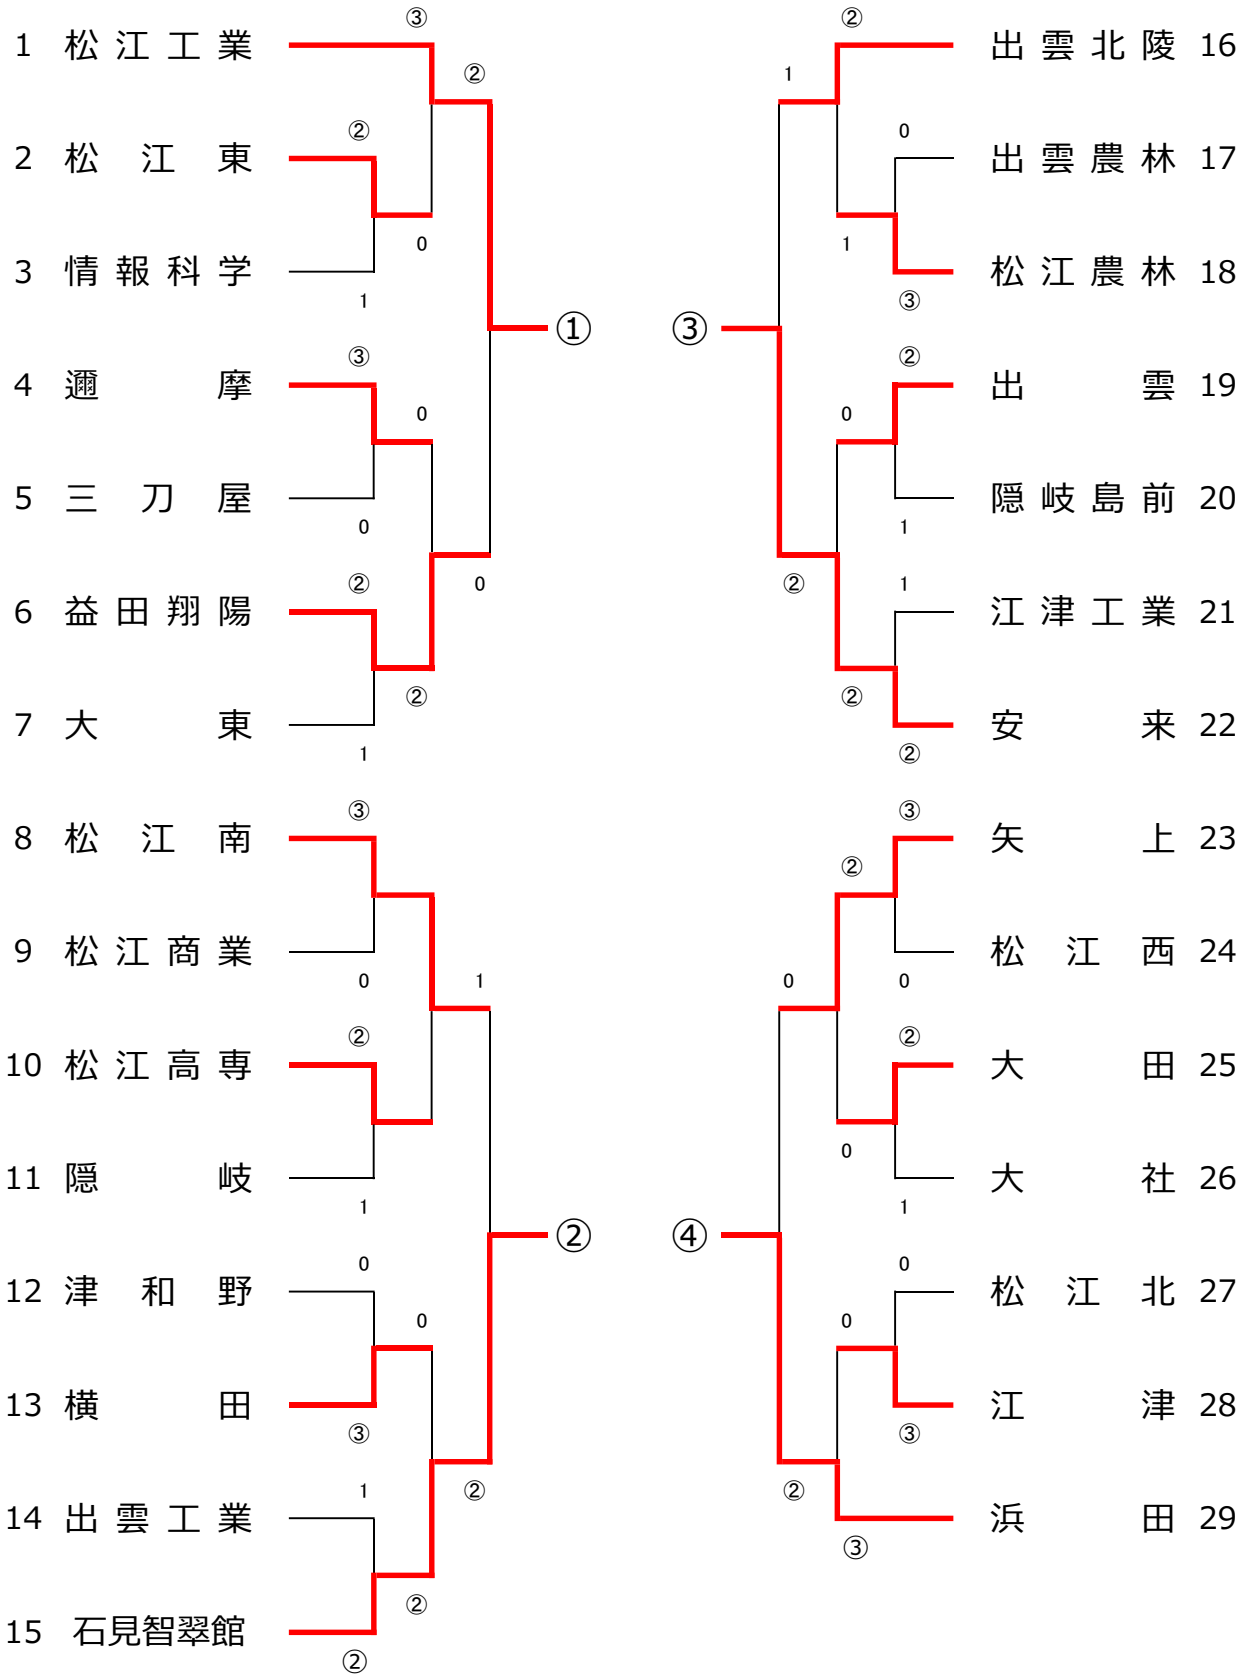 ③ ②
1 松江工業 出雲北陵 16
② 1
② 0
2 松江東 出雲農林 17
0 1
3 情報科学 松江農林 18
1 ③
① ③
③ ②
4 邇摩 出雲 19
0 0
5 三刀屋 隠岐島前 20
0 1
② 0 ② 1
6 益田翔陽 江津工業 21
② ②
7 大東 安来 22
1 ②
③ ③
8 松江南 矢上 23
②
9 松江商業 松江西 24
0 1 0 0
② ②
10 松江高専 大田 25
0
11 隠岐 大社 26
1 1
② ④
0 0
12 津和野 松江北 27
0 0
13 横田 江津 28
③ ③
1 ② ②
14 出雲工業 浜田 29
③
②
15 石見智翠館
②